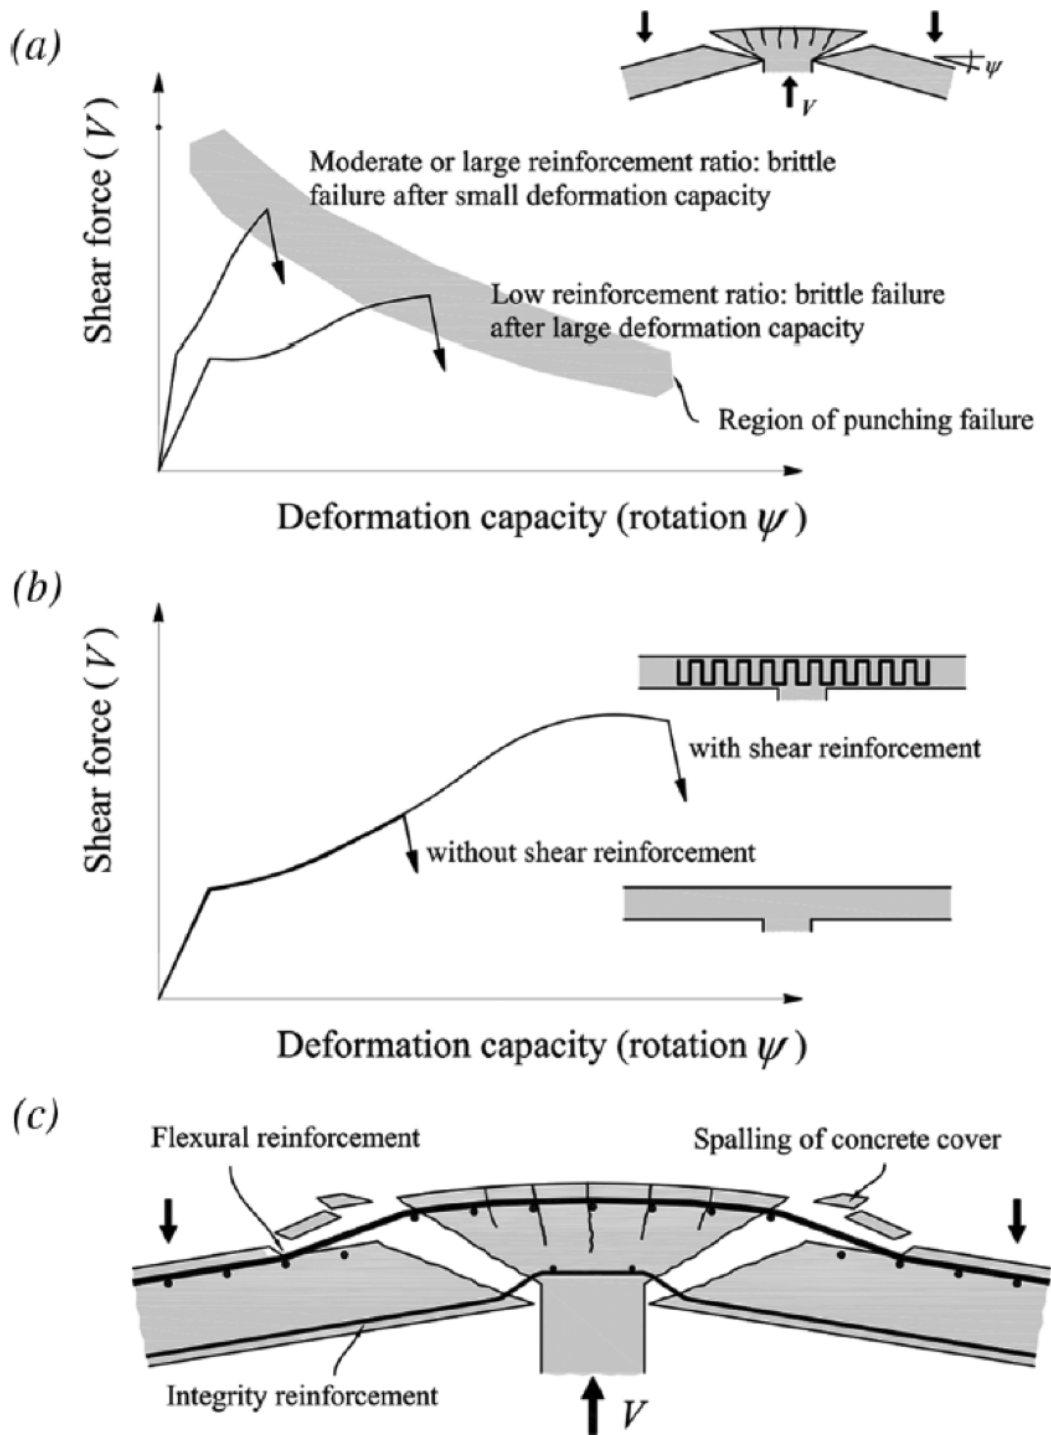 (a)
ψ
V
Shear force (V)
Moderate or large reinforcement ratio: brittle
failure after small deformation capacity
Low reinforcement ratio: brittle failure
after large deformation capacity
Region of punching failure
Deformation capacity (rotation ψ)
(b)
Shear force (V)
with shear reinforcement
without shear reinforcement
Deformation capacity (rotation ψ)
(c)
Flexural reinforcement
Spalling of concrete cover
Integrity reinforcement
V